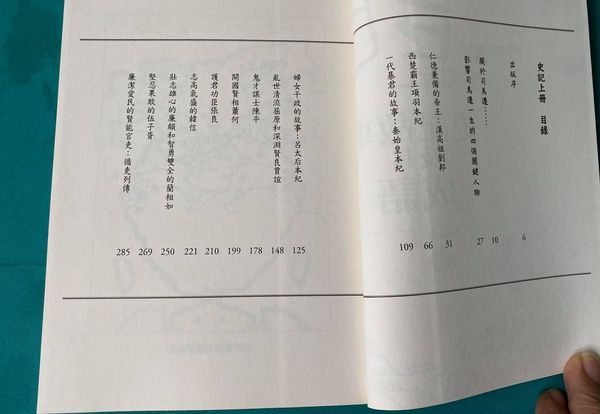 史記上冊 目錄
出版序 6
關於司馬遷…… 10
影響司馬遷一生的四個關鍵人物 27
仁德兼備的帝王：漢高祖劉邦 31
西楚霸王項羽本紀 66
一代暴君的故事：秦始皇本紀 109
婦女干政的故事：呂太后本紀 125
亂世清流屈原和深淵賢良賈誼 148
鬼才謀士陳平 178
開國賢相蕭何 199
護君功臣張良 210
志高氣盛的韓信 221
壯志雄心的廉頗和智勇雙全的藺相如 250
堅忍果敢的伍子胥 269
廉潔愛民的賢能官吏：循吏列傳 285